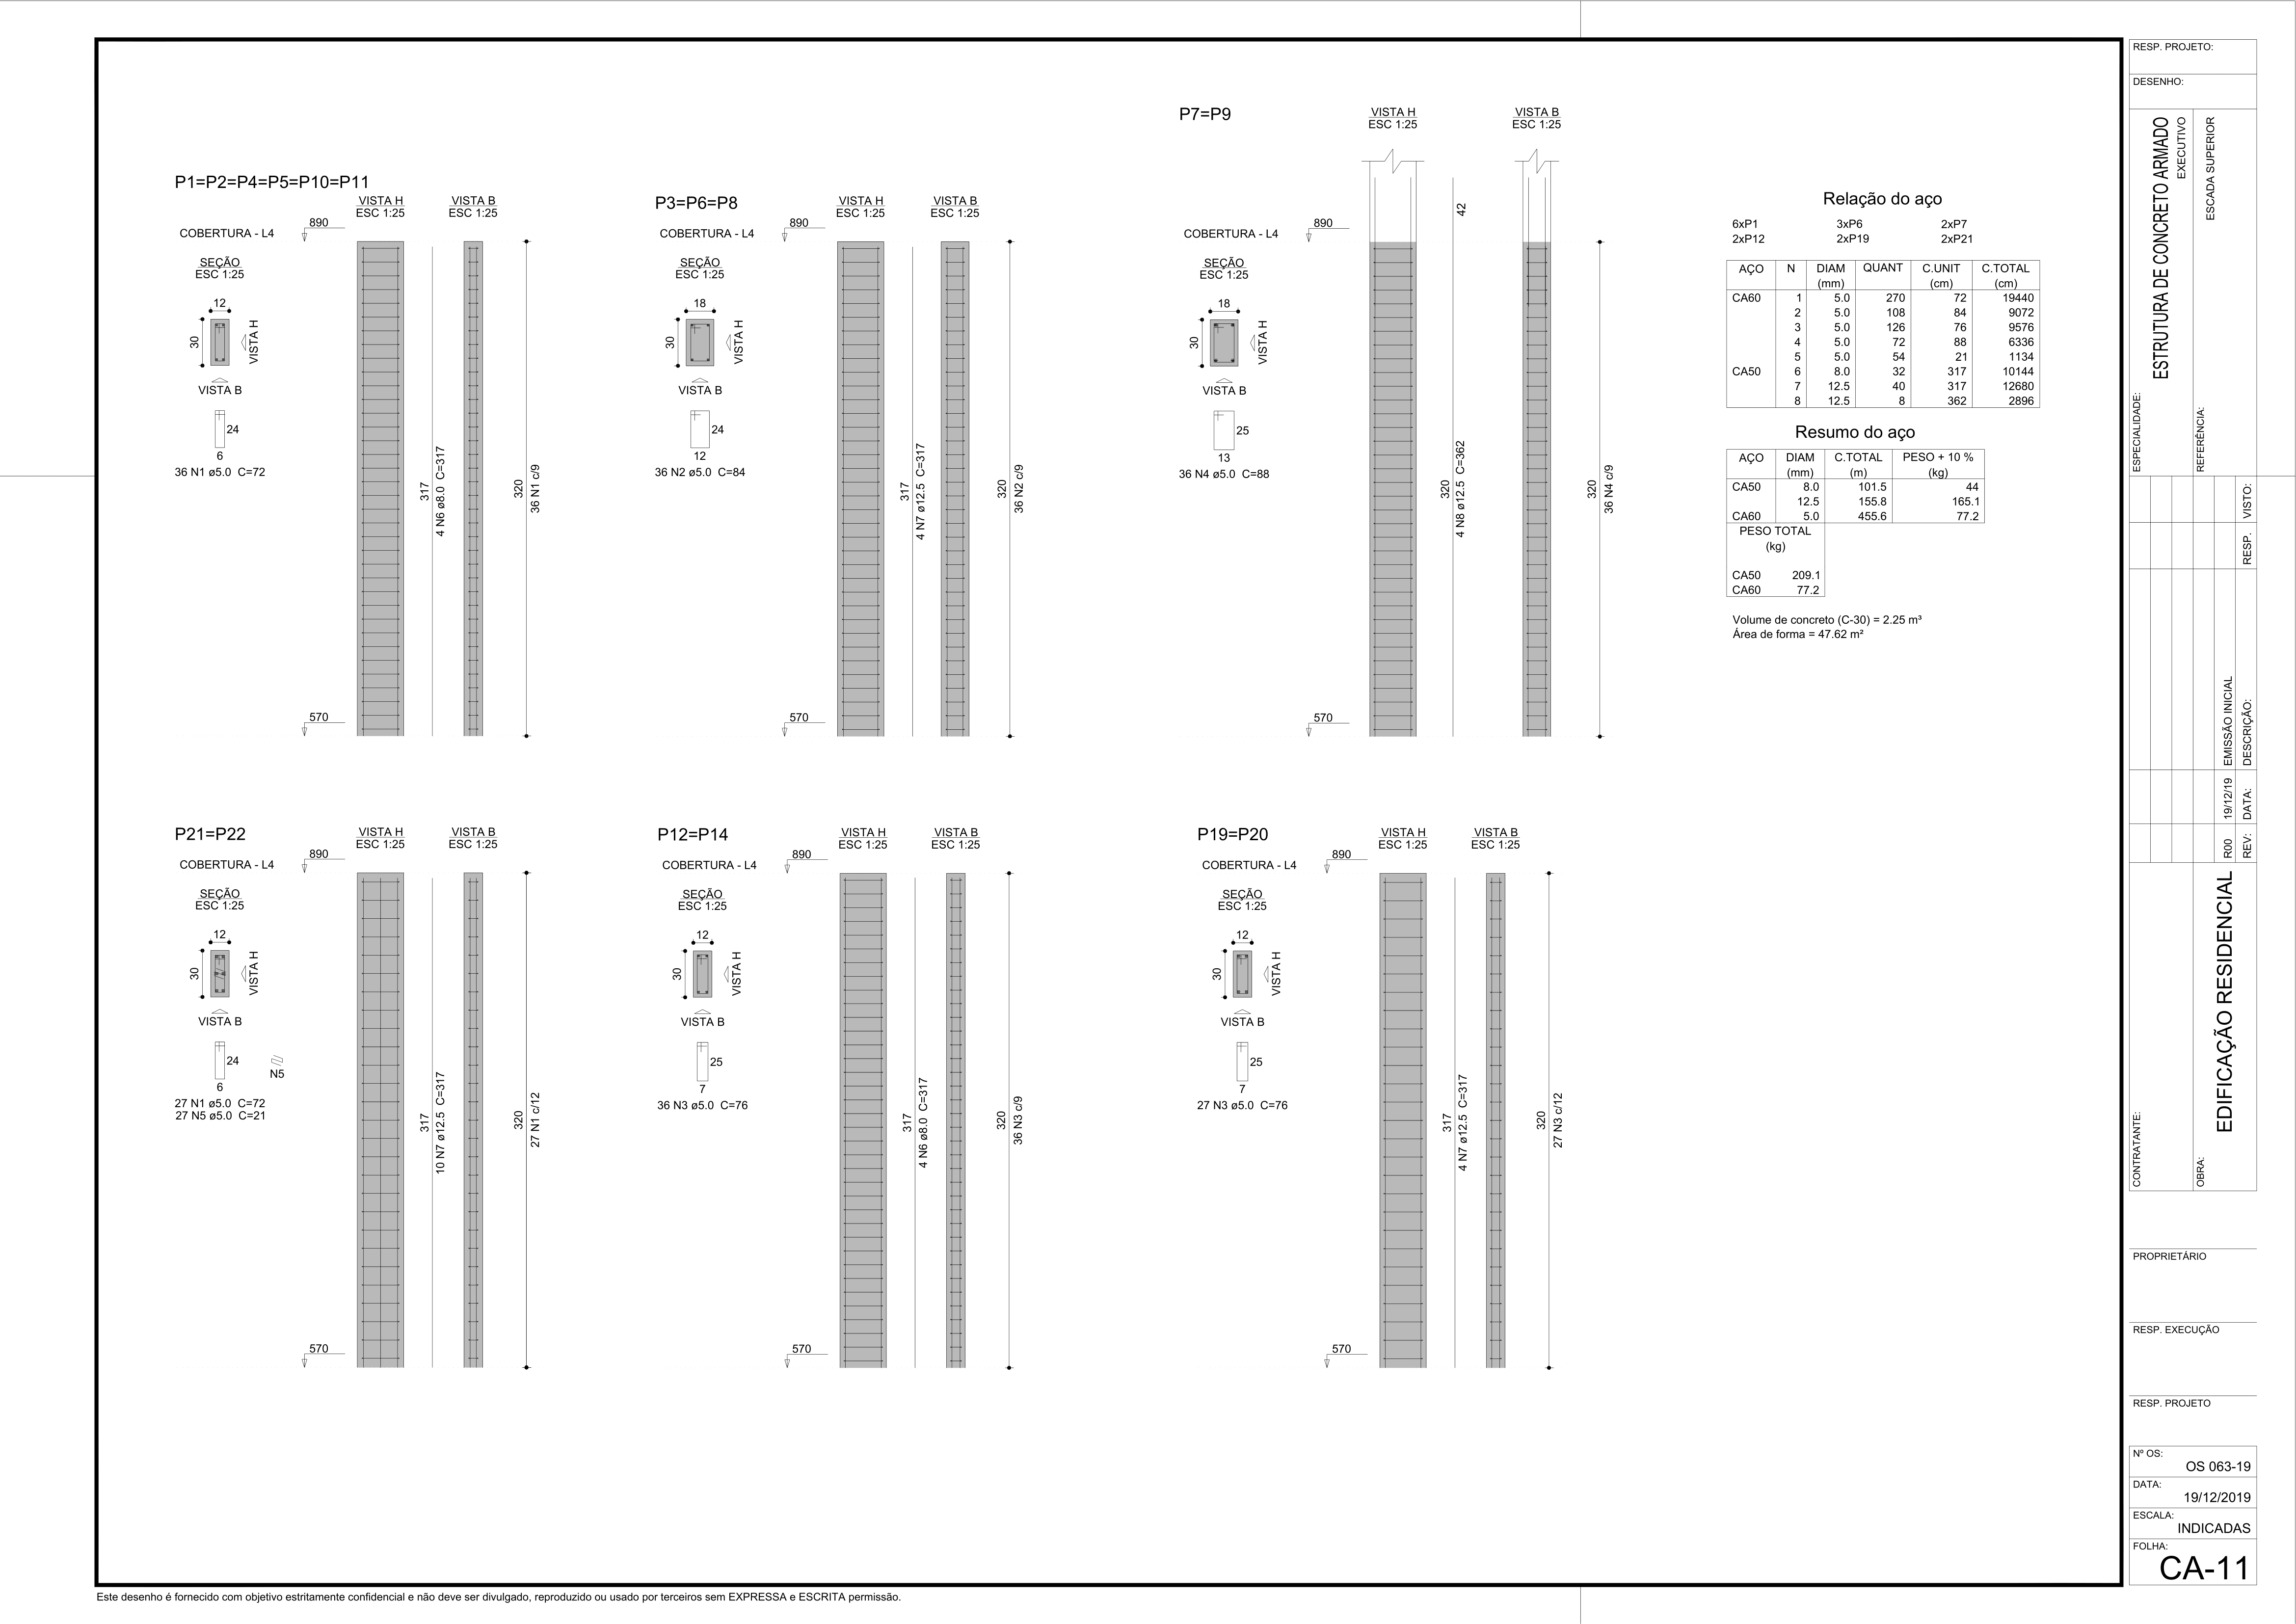 P1=P2=P4=P5=P10=P11
VISTA H
ESC 1:25
VISTA B
ESC 1:25
890
COBERTURA - L4
SEÇÃO
ESC 1:25
12
30
VISTA H
VISTA B
24
6
36 N1 ø5.0 C=72
317
4 N6 ø8.0 C=317
320
36 N1 c/9
570
P3=P6=P8
VISTA H
ESC 1:25
VISTA B
ESC 1:25
890
COBERTURA - L4
SEÇÃO
ESC 1:25
18
30
VISTA H
VISTA B
24
12
36 N2 ø5.0 C=84
317
4 N7 ø12.5 C=317
320
36 N2 c/9
570
P7=P9
VISTA H
ESC 1:25
VISTA B
ESC 1:25
42
890
COBERTURA - L4
SEÇÃO
ESC 1:25
18
30
VISTA H
VISTA B
25
13
36 N4 ø5.0 C=88
320
4 N8 ø12.5 C=362
320
36 N4 c/9
570
P21=P22
VISTA H
ESC 1:25
VISTA B
ESC 1:25
890
COBERTURA - L4
SEÇÃO
ESC 1:25
12
30
VISTA H
VISTA B
24
N5
6
27 N1 ø5.0 C=72
27 N5 ø5.0 C=21
317
10 N7 ø12.5 C=317
320
27 N1 c/12
570
P12=P14
VISTA H
ESC 1:25
VISTA B
ESC 1:25
890
COBERTURA - L4
SEÇÃO
ESC 1:25
12
30
VISTA H
VISTA B
25
7
36 N3 ø5.0 C=76
317
4 N6 ø8.0 C=317
320
36 N3 c/9
570
P19=P20
VISTA H
ESC 1:25
VISTA B
ESC 1:25
890
COBERTURA - L4
SEÇÃO
ESC 1:25
12
30
VISTA H
VISTA B
25
7
27 N3 ø5.0 C=76
317
4 N7 ø12.5 C=317
320
27 N3 c/12
570
Relação do aço
6xP1 3xP6 2xP7
2xP12 2xP19 2xP21
AÇO N DIAM QUANT C.UNIT C.TOTAL
(mm) (cm) (cm)
CA60 1 5.0 270 72 19440
2 5.0 108 84 9072
3 5.0 126 76 9576
4 5.0 72 88 6336
5 5.0 54 21 1134
CA50 6 8.0 32 317 10144
7 12.5 40 317 12680
8 12.5 8 362 2896
Resumo do aço
AÇO DIAM C.TOTAL PESO + 10 %
(mm) (m) (kg)
CA50 8.0 101.5 44
12.5 155.8 165.1
CA60 5.0 455.6 77.2
PESO TOTAL
(kg)
CA50 209.1
CA60 77.2
Volume de concreto (C-30) = 2.25 m³
Área de forma = 47.62 m²
RESP. PROJETO:
DESENHO:
ESPECIALIDADE:
ESTRUTURA DE CONCRETO ARMADO
EXECUTIVO
REFERÊNCIA:
ESCADA SUPERIOR
R00 19/12/19 EMISSÃO INICIAL
REV: DATA: DESCRIÇÃO: RESP. VISTO:
CONTRATANTE:
OBRA:
EDIFICAÇÃO RESIDENCIAL
PROPRIETÁRIO
RESP. EXECUÇÃO
RESP. PROJETO
Nº OS:
OS 063-19
DATA:
19/12/2019
ESCALA:
INDICADAS
FOLHA:
CA-11
Este desenho é fornecido com objetivo estritamente confidencial e não deve ser divulgado, reproduzido ou usado por terceiros sem EXPRESSA e ESCRITA permissão.